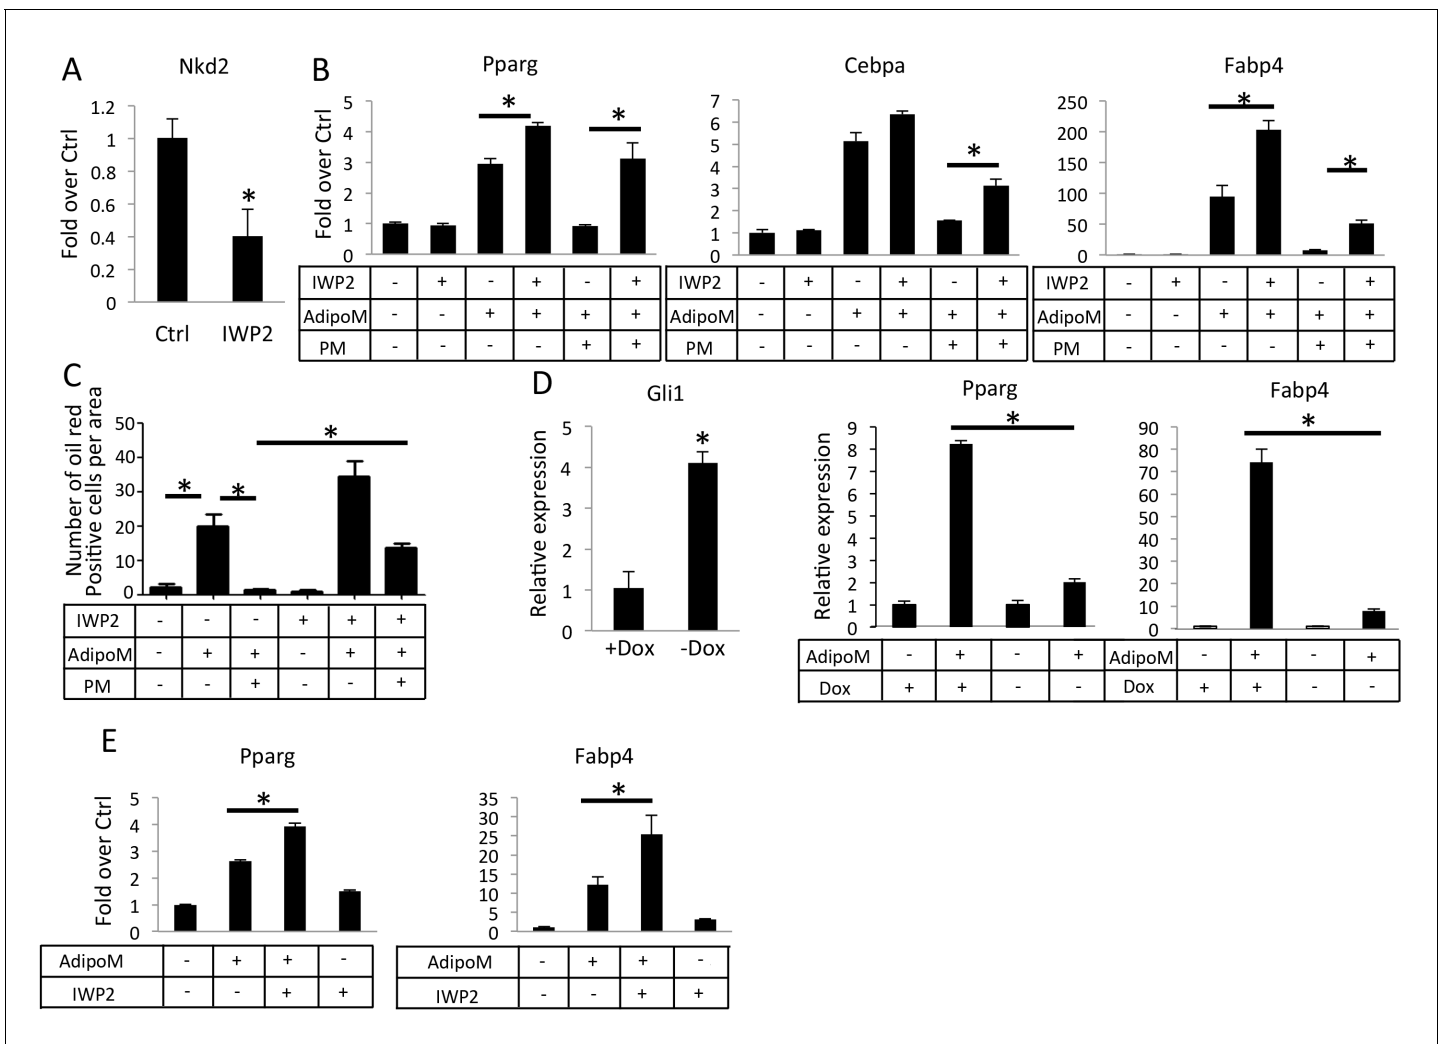 A
Nkd2
Fold over Ctrl
1.2
1
0.8
0.6
0.4
0.2
0
*
Ctrl IWP2
B
Pparg
Fold over Ctrl
5
4
3
2
1
0
* *
IWP2 - + - + - +
AdipoM - - + + + +
PM - - - - + +
Cebpa
7
6
5
4
3
2
1
0
*
IWP2 - + - + - +
AdipoM - - + + + +
PM - - - - + +
Fabp4
250
200
150
100
50
0
* *
IWP2 - + - + - +
AdipoM - - + + + +
PM - - - - + +
C
Number of oil red
Positive cells per area
50
40
30
20
10
0
* * *
IWP2 - - - + + +
AdipoM - + + - + +
PM - - + - - +
D
Gli1
Relative expression
5
4
3
2
1
0
*
+Dox -Dox
Pparg
Relative expression
9
8
7
6
5
4
3
2
1
0
*
AdipoM - + - +
Dox + + - -
Fabp4
90
80
70
60
50
40
30
20
10
0
*
AdipoM - + - +
Dox + + - -
E
Pparg
Fold over Ctrl
5
4
3
2
1
0
*
AdipoM - + + -
IWP2 - - + +
Fabp4
35
30
25
20
15
10
5
0
*
AdipoM - + + -
IWP2 - - + +